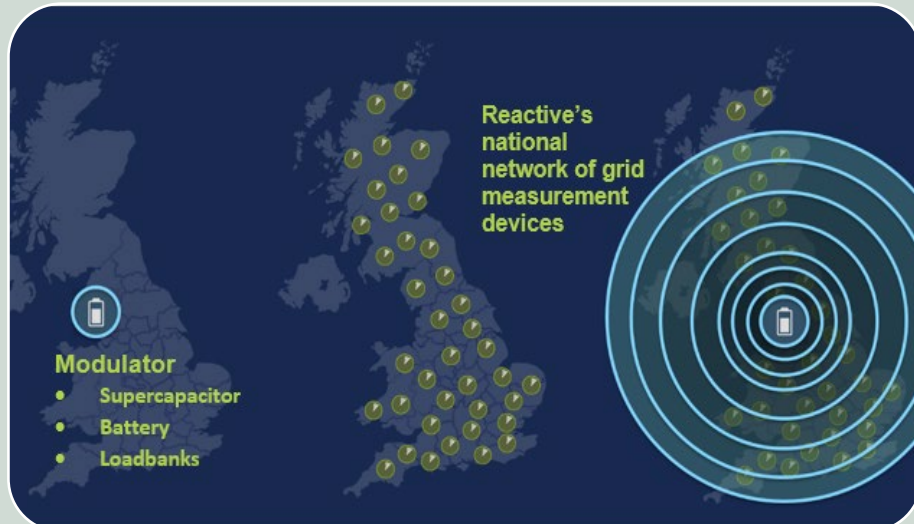 Reactive's
national
network of grid
measurement
devices
Modulator
• Supercapacitor
• Battery
• Loadbanks